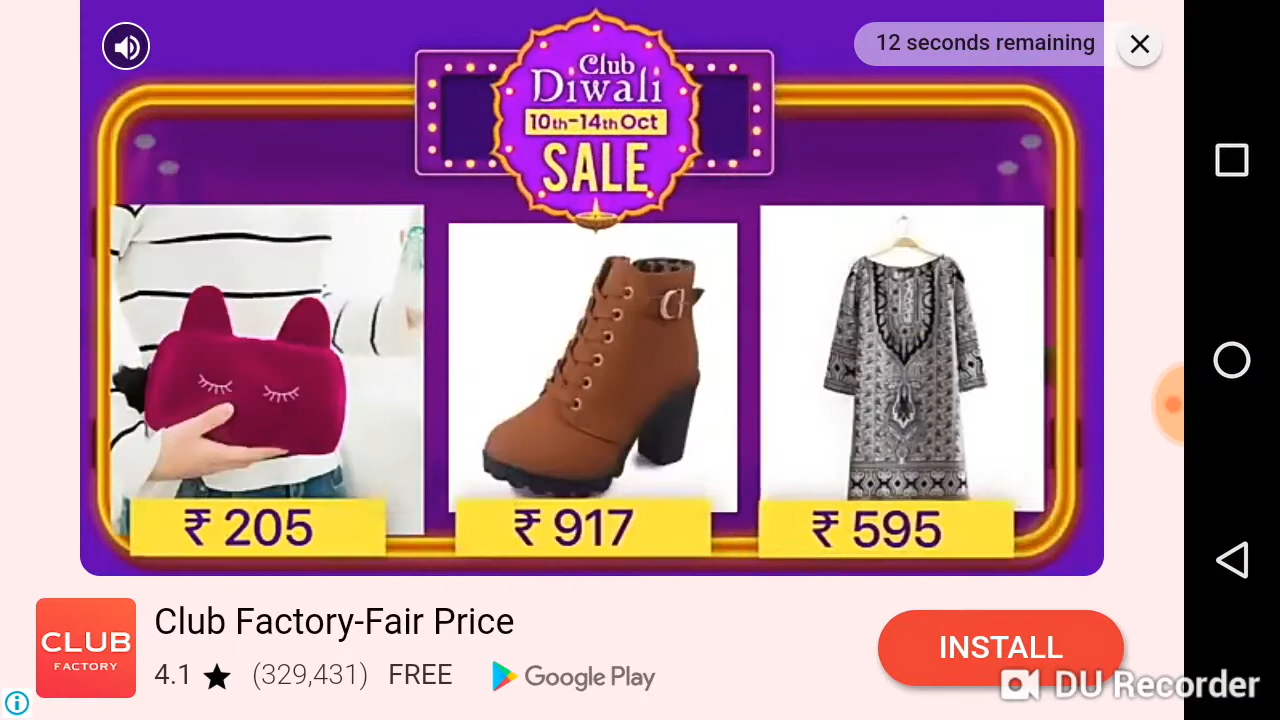 12 seconds remaining
Club
Diwali
10th-14th Oct
SALE
₹ 205
₹ 917
₹ 595
CLUB
FACTORY
Club Factory-Fair Price
4.1 ★ (329,431) FREE Google Play
INSTALL
DU Recorder